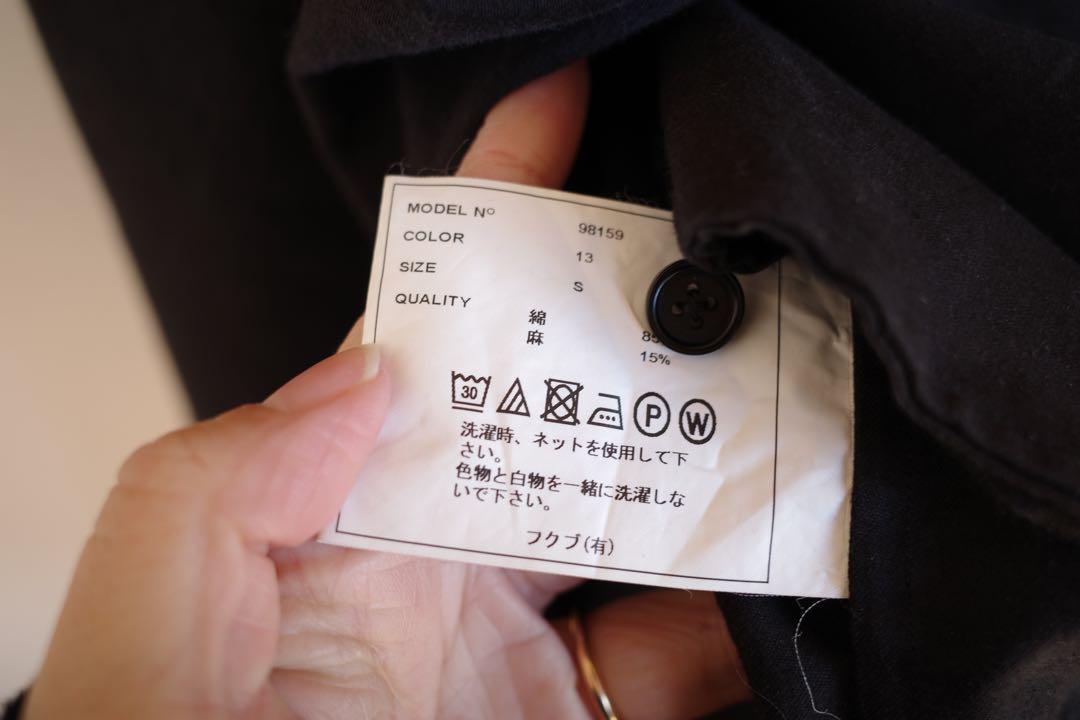 MODEL Nº 98159
COLOR 13
SIZE S
QUALITY
綿
麻 15%
30
P W
洗濯時、ネットを使用して下
さい。
色物と白物を一緒に洗濯しな
いで下さい。
フクブ(有)